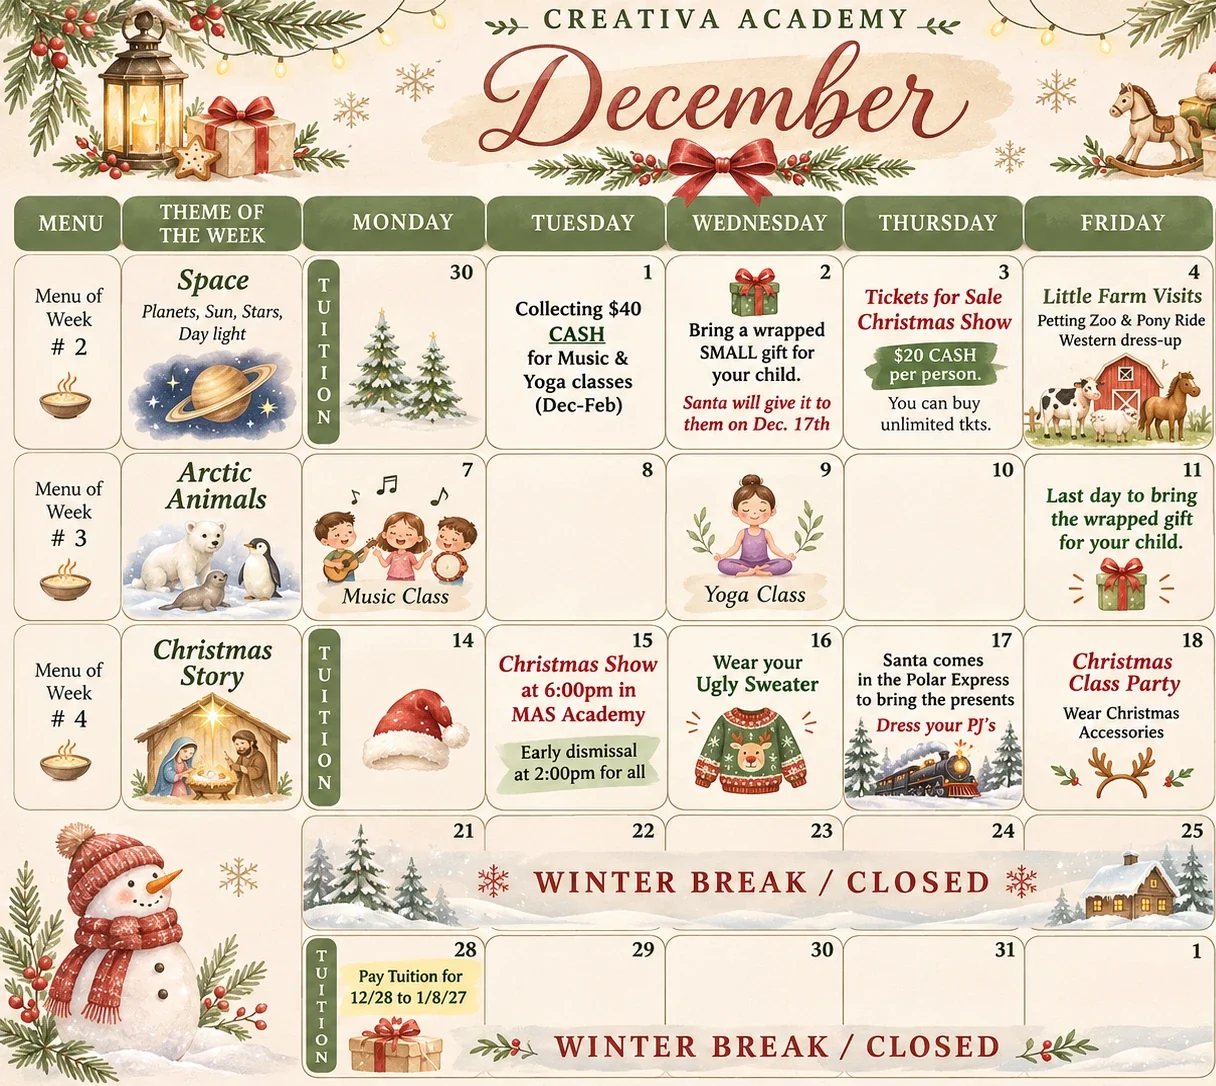 CREATIVA ACADEMY
December
MENU
THEME OF
THE WEEK
MONDAY
TUESDAY
WEDNESDAY
THURSDAY
FRIDAY
Menu of
Week
# 2
Space
Planets, Sun, Stars,
Day light
TUITION
30
1
Collecting $40
CASH
for Music &
Yoga classes
(Dec-Feb)
2
Bring a wrapped
SMALL gift for
your child.
Santa will give it to
them on Dec. 17th
3
Tickets for Sale
Christmas Show
$20 CASH
per person.
You can buy
unlimited tkts.
4
Little Farm Visits
Petting Zoo & Pony Ride
Western dress-up
Menu of
Week
# 3
Arctic
Animals
7
Music Class
8
9
Yoga Class
10
11
Last day to bring
the wrapped gift
for your child.
Menu of
Week
# 4
Christmas
Story
TUITION
14
15
Christmas Show
at 6:00pm in
MAS Academy
Early dismissal
at 2:00pm for all
16
Wear your
Ugly Sweater
17
Santa comes
in the Polar Express
to bring the presents
Dress your PJ's
18
Christmas
Class Party
Wear Christmas
Accessories
21
22
23
24
25
WINTER BREAK / CLOSED
TUITION
28
Pay Tuition for
12/28 to 1/8/27
29
30
31
1
WINTER BREAK / CLOSED